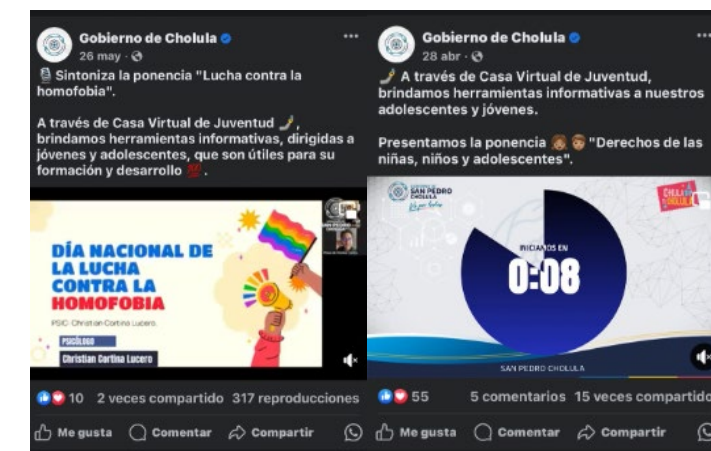 Gobierno de Cholula
26 may ·
Sintoniza la ponencia "Lucha contra la
homofobia".
A través de Casa Virtual de Juventud ,
brindamos herramientas informativas, dirigidas a
jóvenes y adolescentes, que son útiles para su
formación y desarrollo 💯.
DÍA NACIONAL DE
LA LUCHA
CONTRA LA
HOMOFOBIA
PSIC. Christian Cortina Lucero.
PSICÓLOGO
Christian Cortina Lucero
10 2 veces compartido 317 reproducciones
Me gusta Comentar Compartir
Gobierno de Cholula
28 abr ·
A través de Casa Virtual de Juventud,
brindamos herramientas informativas a nuestros
adolescentes y jóvenes.
Presentamos la ponencia "Derechos de las
niñas, niños y adolescentes".
SAN PEDRO
CHOLULA
CHULA
CHOLULA
INICIAMOS EN
0:08
SAN PEDRO CHOLULA
55 5 comentarios 15 veces compartido
Me gusta Comentar Compartir